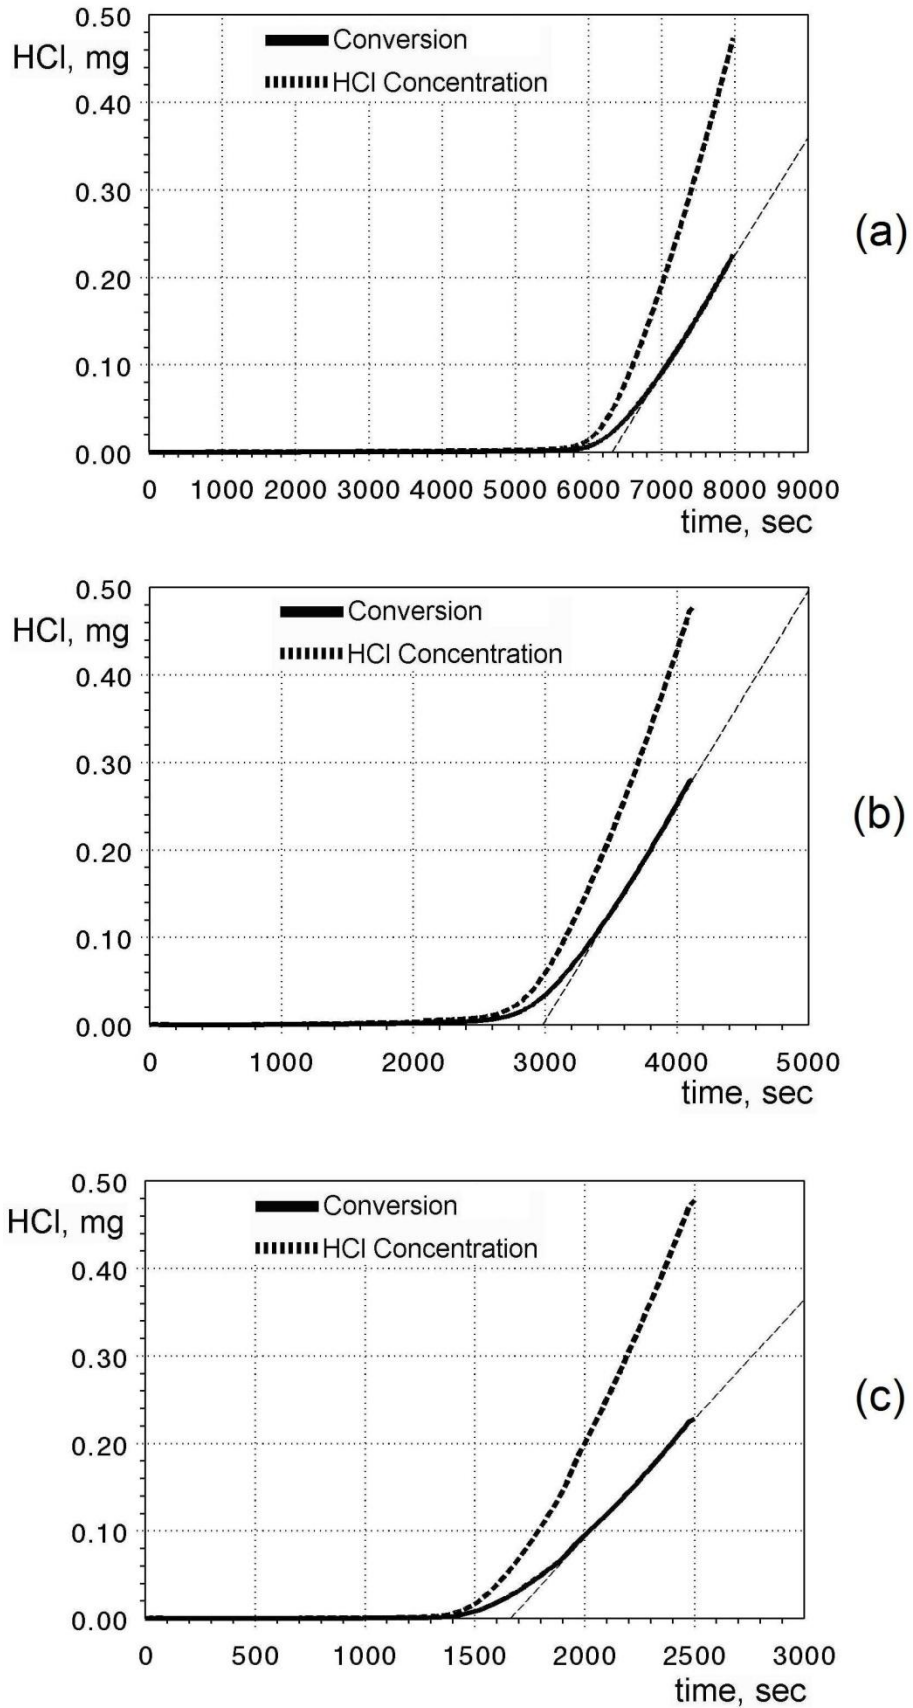 0.50
HCl, mg
Conversion
HCl Concentration
0.40
0.30
(a)
0.20
0.10
0.00
0 1000 2000 3000 4000 5000 6000 7000 8000 9000
time, sec
0.50
HCl, mg
Conversion
HCl Concentration
0.40
0.30
(b)
0.20
0.10
0.00
0 1000 2000 3000 4000 5000
time, sec
0.50
HCl, mg
Conversion
HCl Concentration
0.40
0.30
(c)
0.20
0.10
0.00
0 500 1000 1500 2000 2500 3000
time, sec